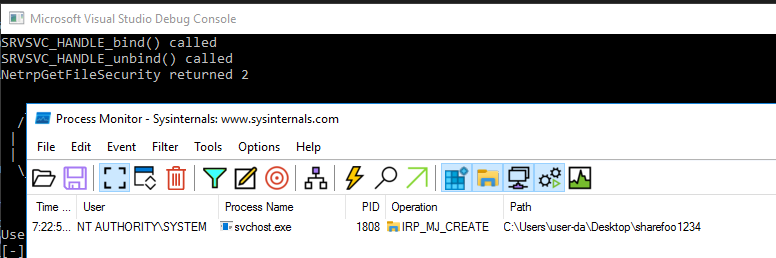 Microsoft Visual Studio Debug Console
SRVSVC_HANDLE_bind() called
SRVSVC_HANDLE_unbind() called
NetrpGetFileSecurity returned 2
Process Monitor - Sysinternals: www.sysinternals.com
File Edit Event Filter Tools Options Help
Time ... User Process Name PID Operation Path
7:22:5... NT AUTHORITY\SYSTEM svchost.exe 1808 IRP_MJ_CREATE C:\Users\user-da\Desktop\sharefoo1234
Use
[-]